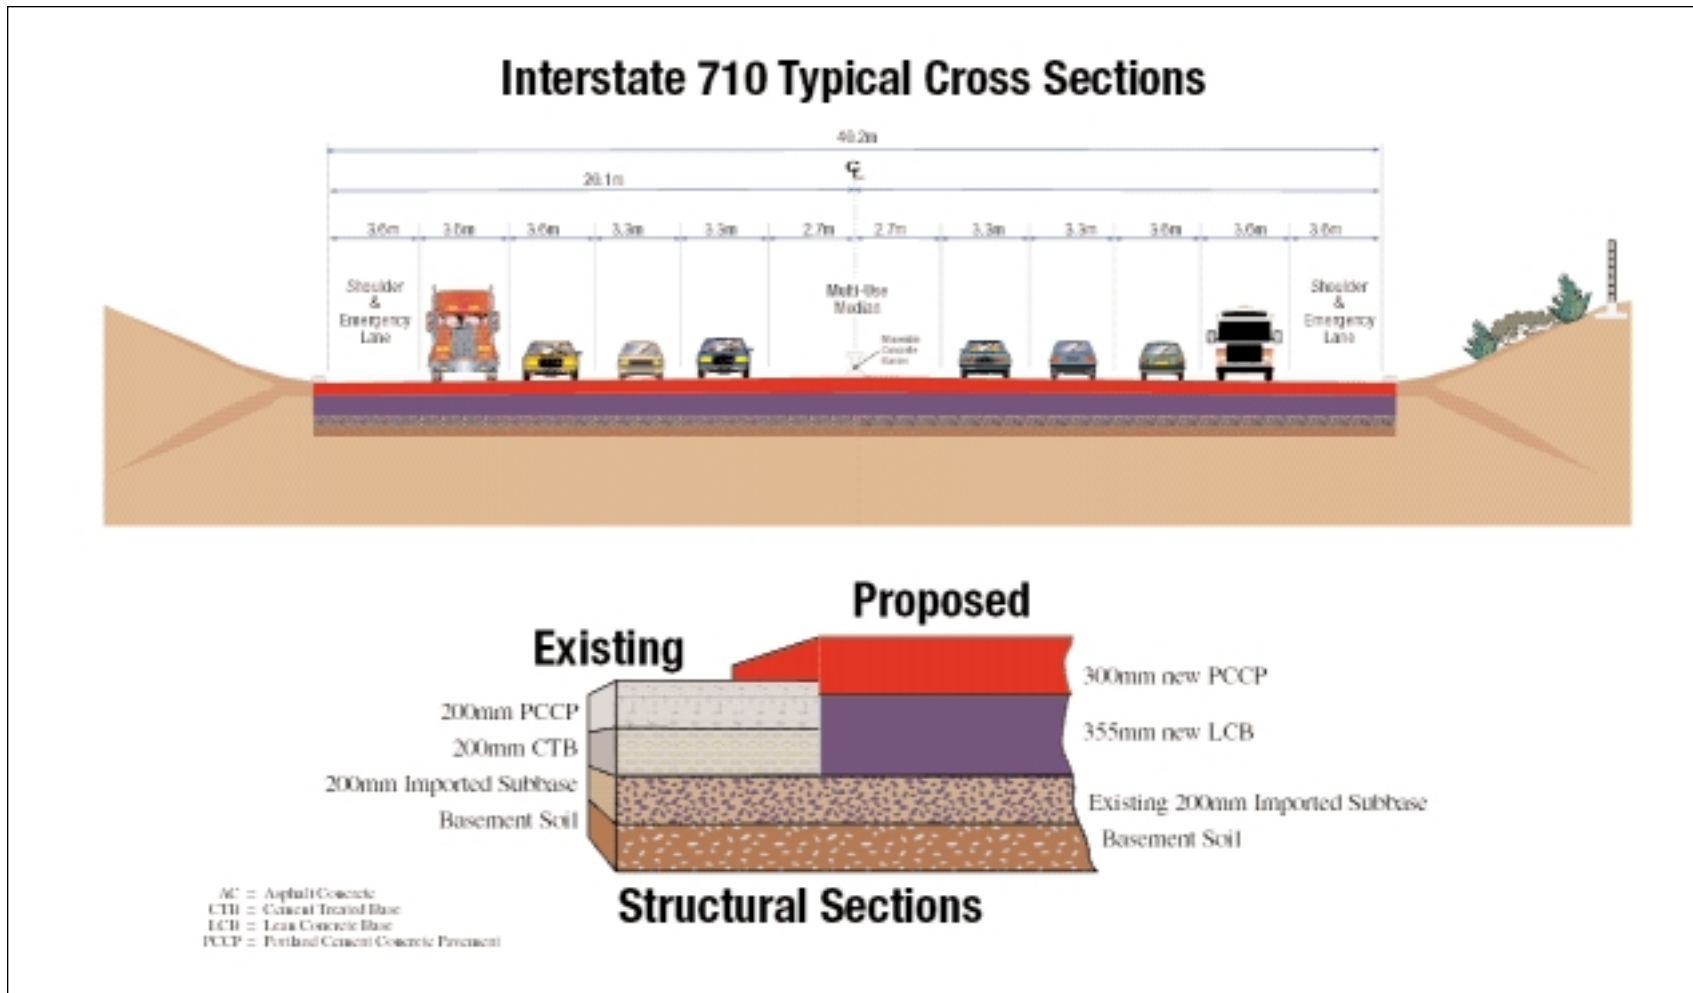 Interstate 710 Typical Cross Sections
40.2m
20.1m
3.6m 3.6m 3.6m 3.3m 3.3m 2.7m 2.7m 3.3m 3.3m 3.6m 3.6m 3.6m
Shoulder
&
Emergency
Lane
Multi-Use
Median
Moveable
Concrete
Barrier
Shoulder
&
Emergency
Lane
Proposed
Existing
300mm new PCCP
200mm PCCP
355mm new LCB
200mm CTB
200mm Imported Subbase
Existing 200mm Imported Subbase
Basement Soil
Basement Soil
Structural Sections
AC = Asphalt Concrete
CTB = Cement Treated Base
LCB = Lean Concrete Base
PCCP = Portland Cement Concrete Pavement